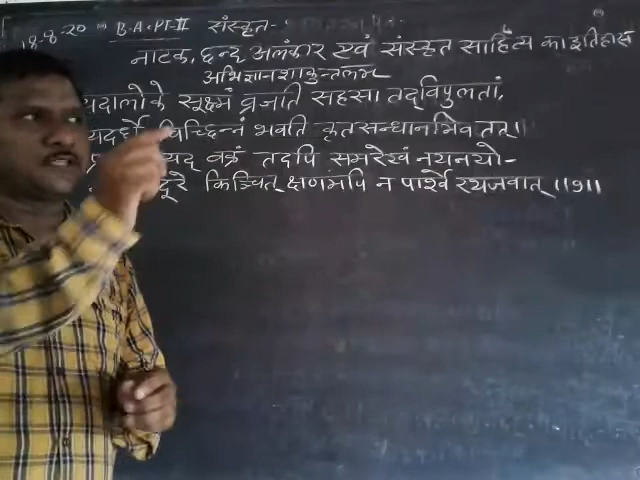 18-8-20 B.A. PT-II संस्कृत-
नाटक, छन्द अलंकार एवं संस्कृत साहित्य का इतिहास
अभिज्ञानशाकुन्तलम
यदालोके सूक्ष्मं व्रजति सहसा तद्विपुलतां,
यदर्धे विच्छिन्नं भवति कृतसन्धानमिव तत्।
यद् वक्रं तदपि समरेखं नयनयो-
दूरे किञ्चित् क्षणमपि न पार्श्वे रथजवात् ॥9॥